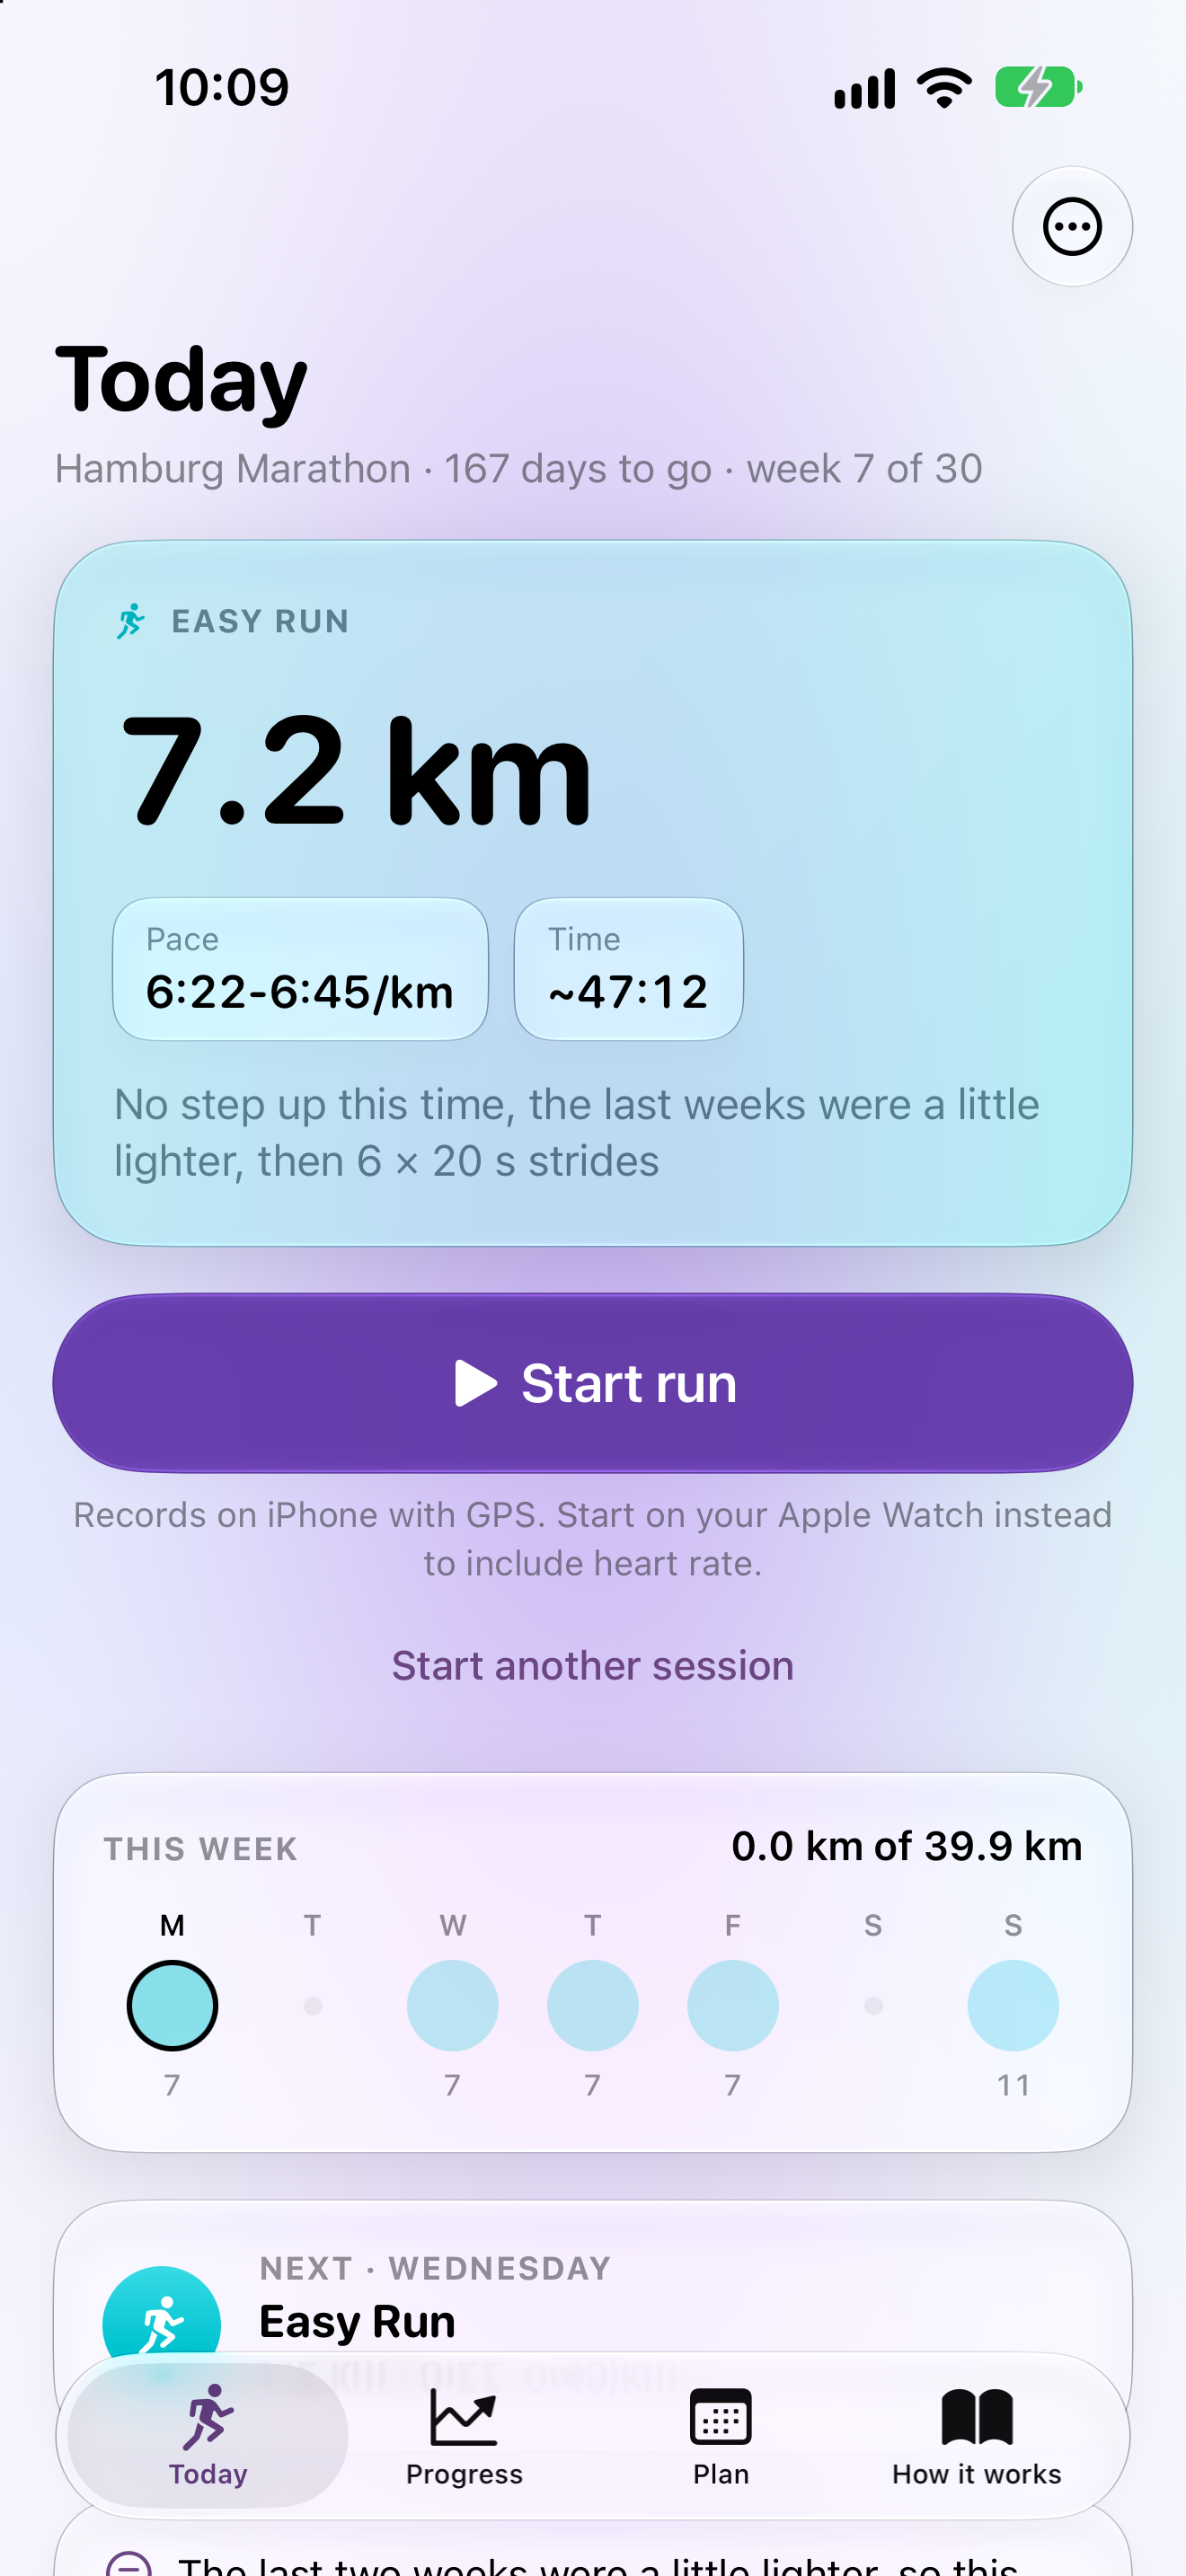 10:09
Today
Hamburg Marathon · 167 days to go · week 7 of 30
EASY RUN
7.2 km
Pace
6:22-6:45/km
Time
~47:12
No step up this time, the last weeks were a little
lighter, then 6 × 20 s strides
Start run
Records on iPhone with GPS. Start on your Apple Watch instead
to include heart rate.
Start another session
THIS WEEK
0.0 km of 39.9 km
M T W T F S S
7 7 7 7 11
NEXT · WEDNESDAY
Easy Run
Today
Progress
Plan
How it works
The last two weeks were a little lighter, so this